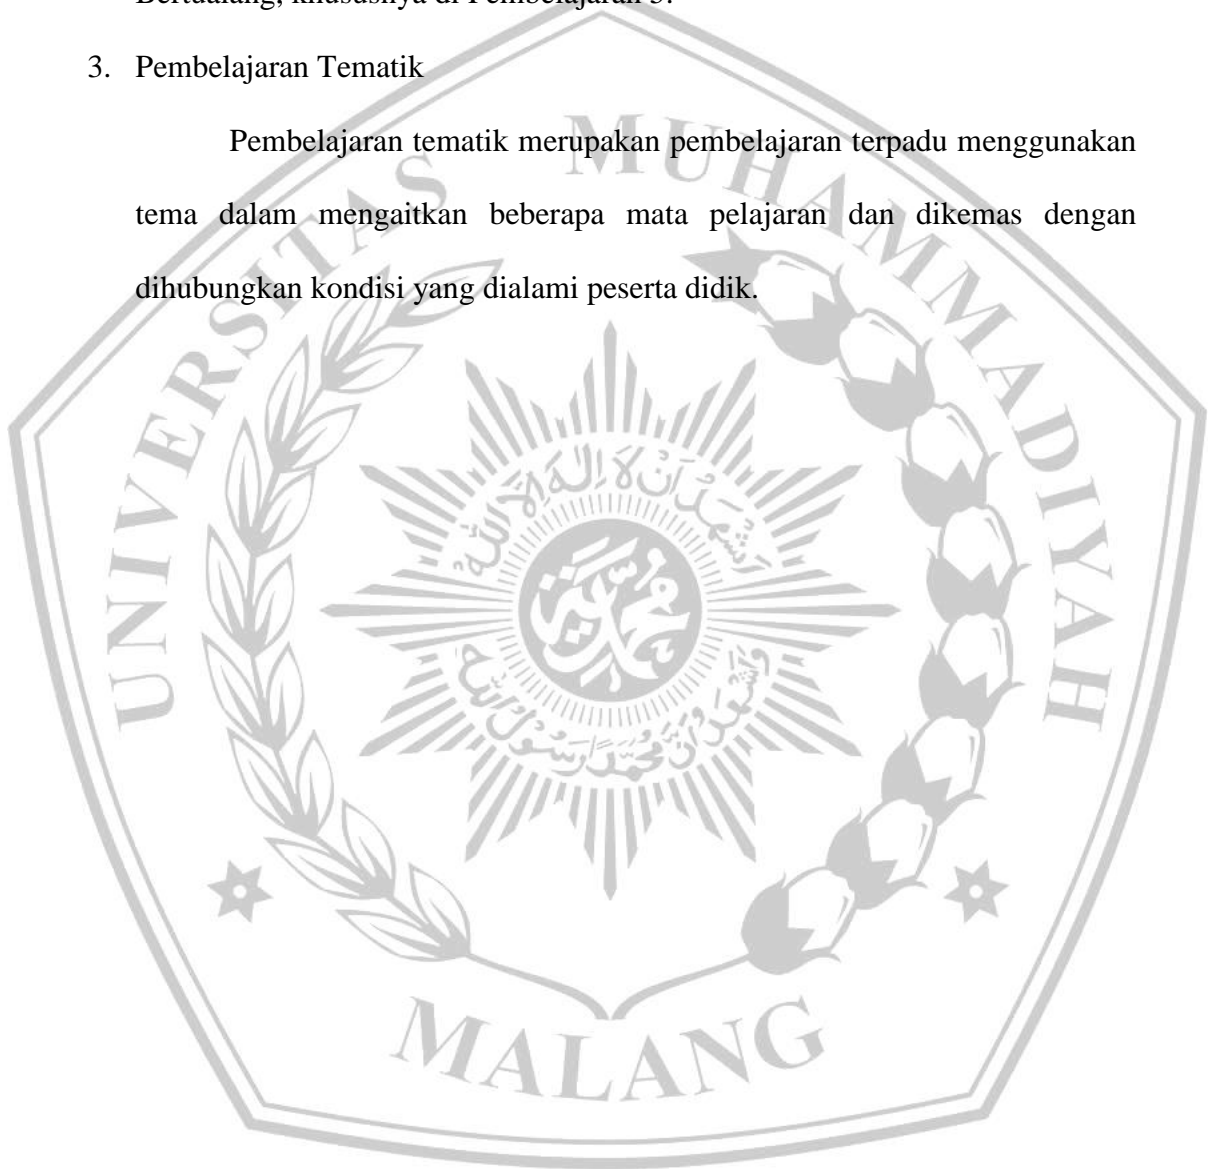 3. Pembelajaran Tematik
Pembelajaran tematik merupakan pembelajaran terpadu menggunakan
tema dalam mengaitkan beberapa mata pelajaran dan dikemas dengan
dihubungkan kondisi yang dialami peserta didik.
UNIVERSITAS MUHAMMADIYAH
MALANG